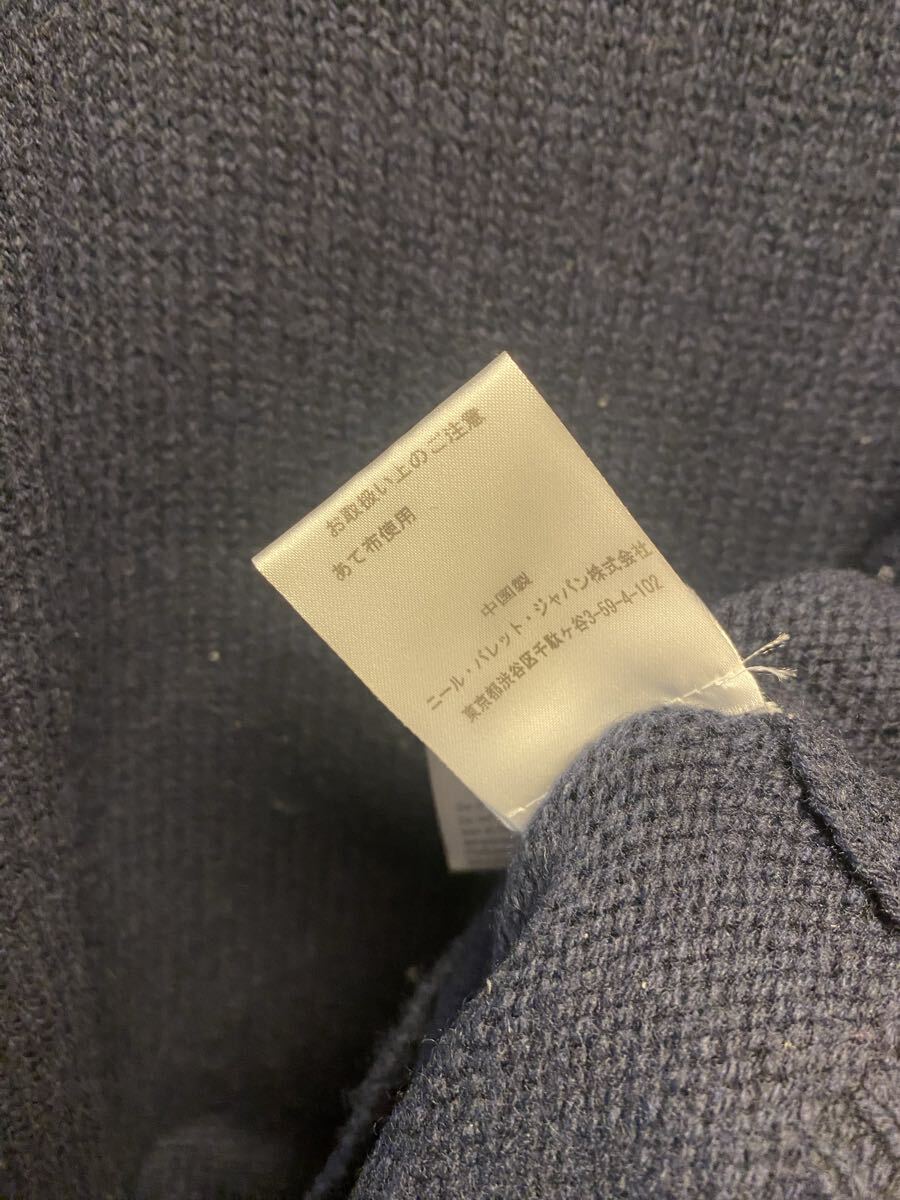 お取扱い上のご注意
あて布使用
中国製
ニール・バレット・ジャパン株式会社
東京都渋谷区千駄ケ谷3-59-4-102